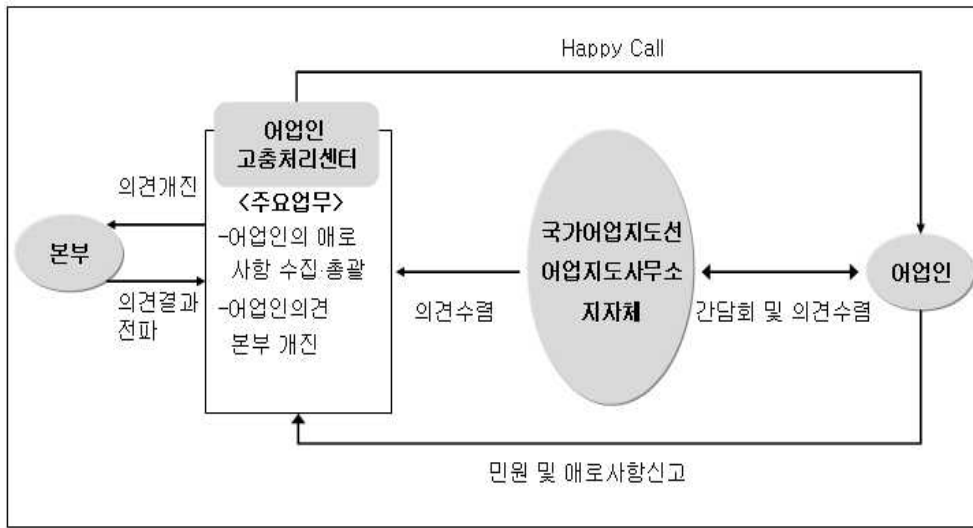 Happy Call
어업인
고충처리센터
<주요업무>
-어업인의 애로
사항 수집·총괄
-어업인의견
본부 개진
의견개진
본부
의견결과
전파
의견수렴
국가어업지도선
어업지도사무소
지자체
간담회 및 의견수렴
어업인
민원 및 애로사항신고